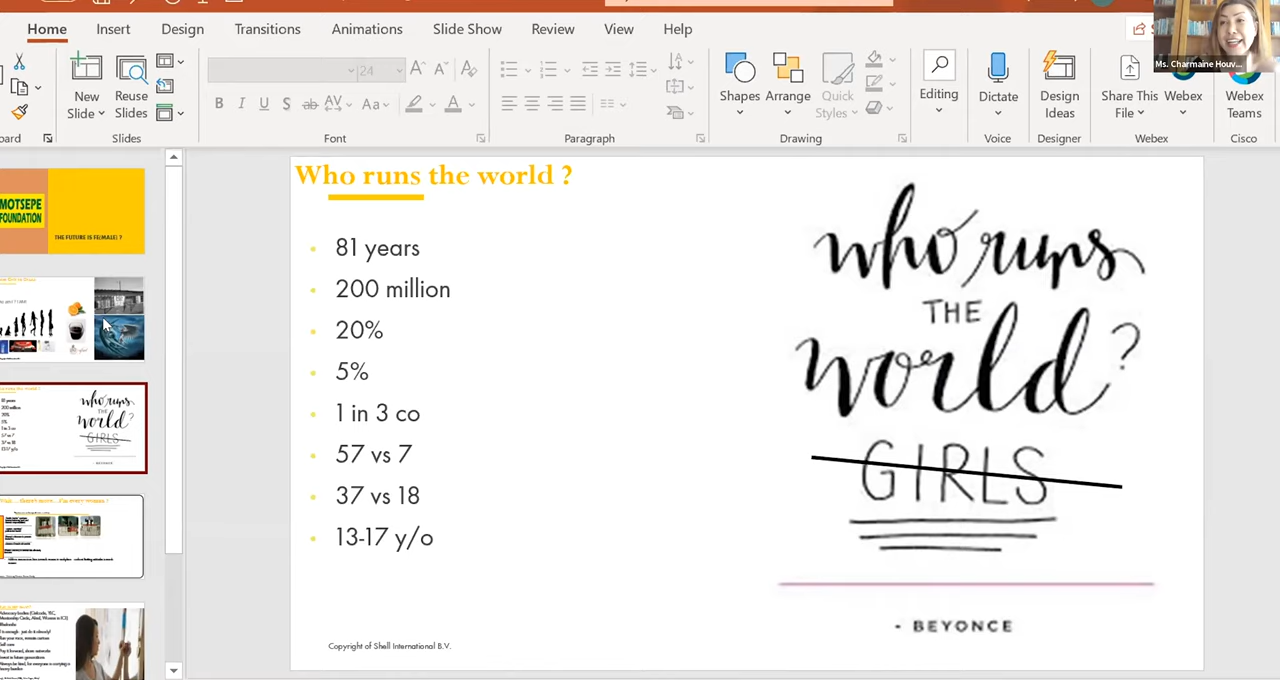 Home Insert Design Transitions Animations Slide Show Review View Help
Ms. Charmaine Houv...
New Slide
Reuse Slides
24
B I U S ab AV Aa A
Shapes
Arrange
Quick Styles
Editing
Dictate
Design Ideas
Share This File
Webex
Webex Teams
Slides Font Paragraph Drawing Voice Designer Webex Cisco
MOTSEPE
FOUNDATION
THE FUTURE IS FE(MALE) ?
Who runs the world ?
81 years
200 million
20%
5%
1 in 3 co
57 vs 7
37 vs 18
13-17 y/o
Copyright of Shell International B.V.
who runs
THE
world?
GIRLS
- BEYONCE